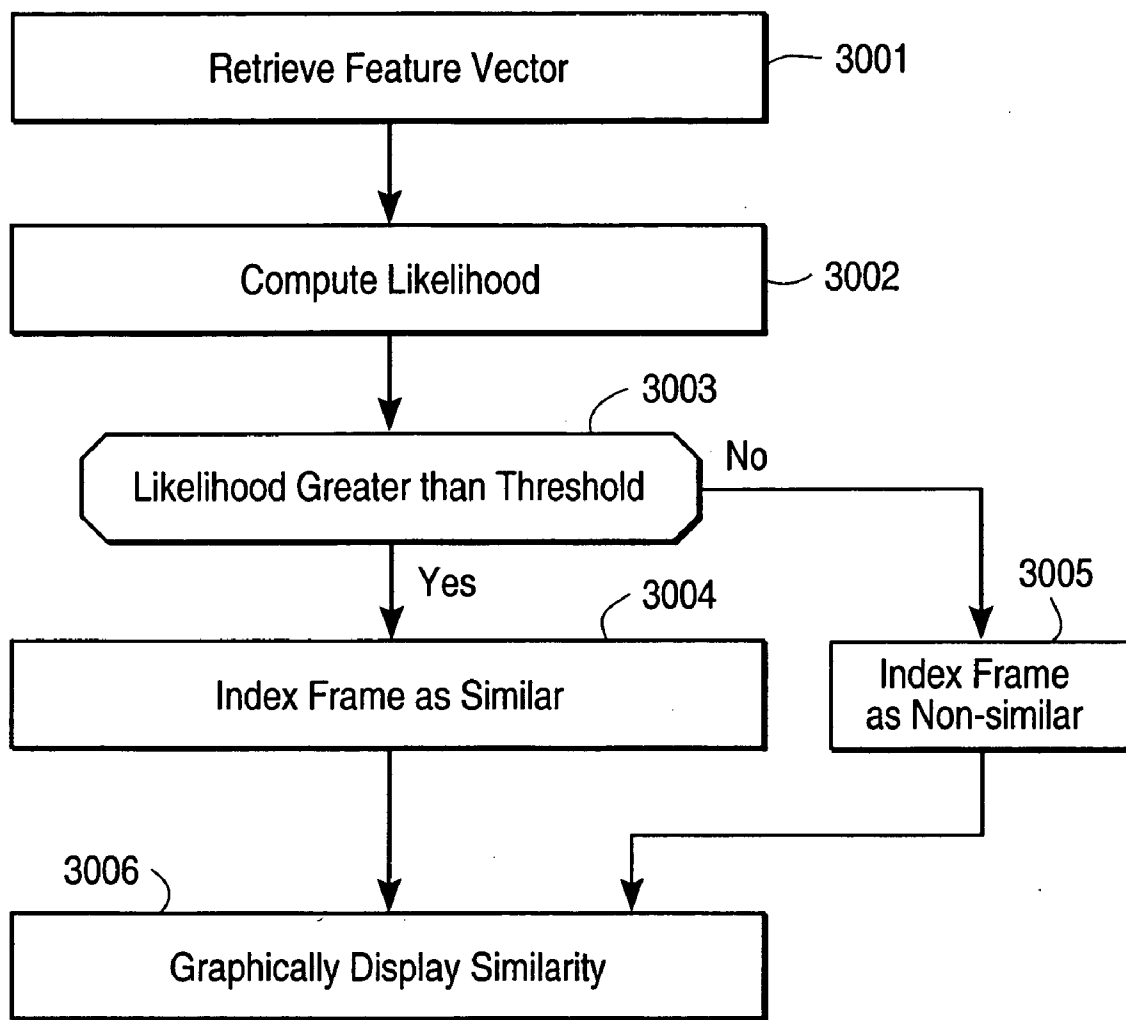 Retrieve Feature Vector
3001
Compute Likelihood
3002
3003
Likelihood Greater than Threshold
No
Yes
3004
3005
Index Frame as Similar
Index Frame
as Non-similar
3006
Graphically Display Similarity